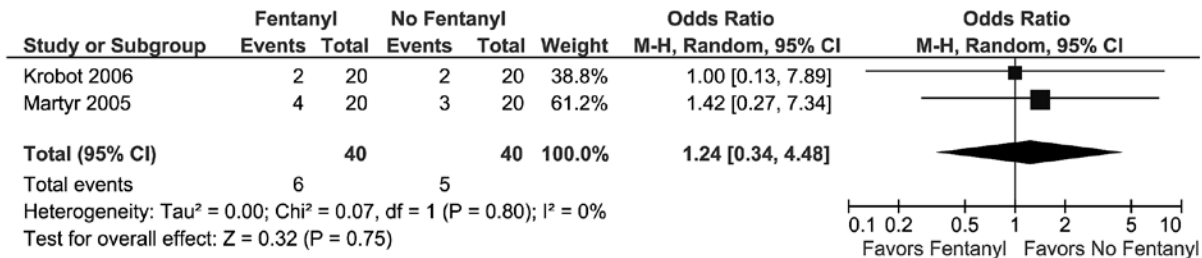 Fentanyl No Fentanyl Odds Ratio Odds Ratio
Study or Subgroup Events Total Events Total Weight M-H, Random, 95% CI M-H, Random, 95% CI
Krobot 2006 2 20 2 20 38.8% 1.00 [0.13, 7.89]
Martyr 2005 4 20 3 20 61.2% 1.42 [0.27, 7.34]
Total (95% CI) 40 40 100.0% 1.24 [0.34, 4.48]
Total events 6 5
Heterogeneity: Tau² = 0.00; Chi² = 0.07, df = 1 (P = 0.80); I² = 0%
Test for overall effect: Z = 0.32 (P = 0.75)
0.1 0.2 0.5 1 2 5 10
Favors Fentanyl Favors No Fentanyl